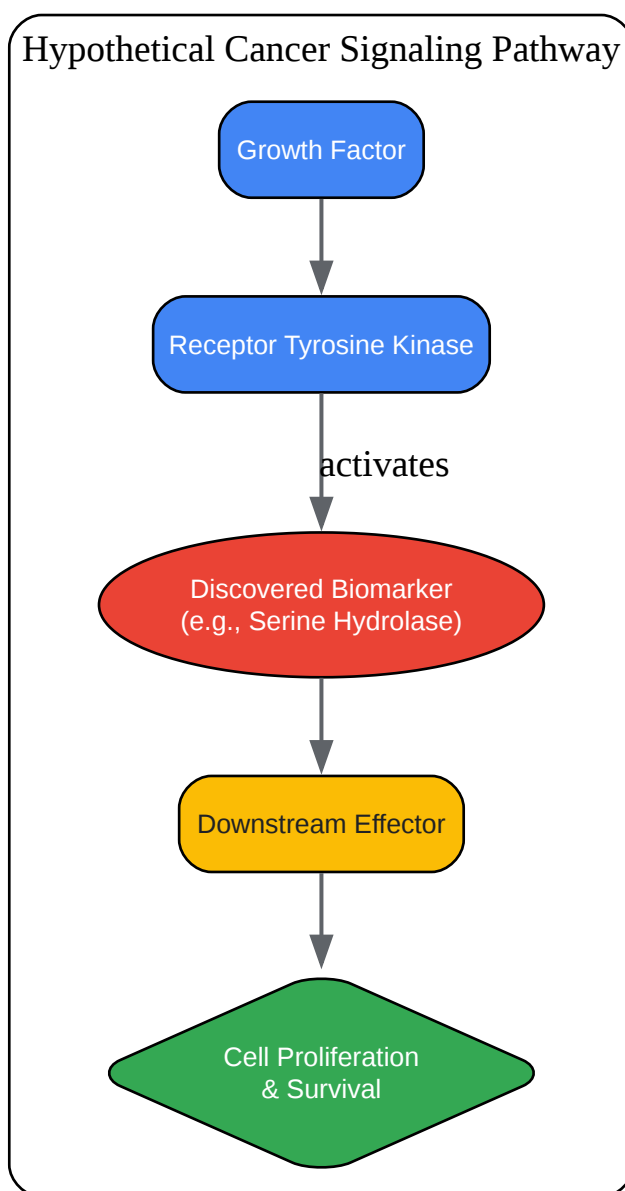 Hypothetical Cancer Signaling Pathway
Growth Factor
Receptor Tyrosine Kinase
activates
Discovered Biomarker
(e.g., Serine Hydrolase)
Downstream Effector
Cell Proliferation
& Survival